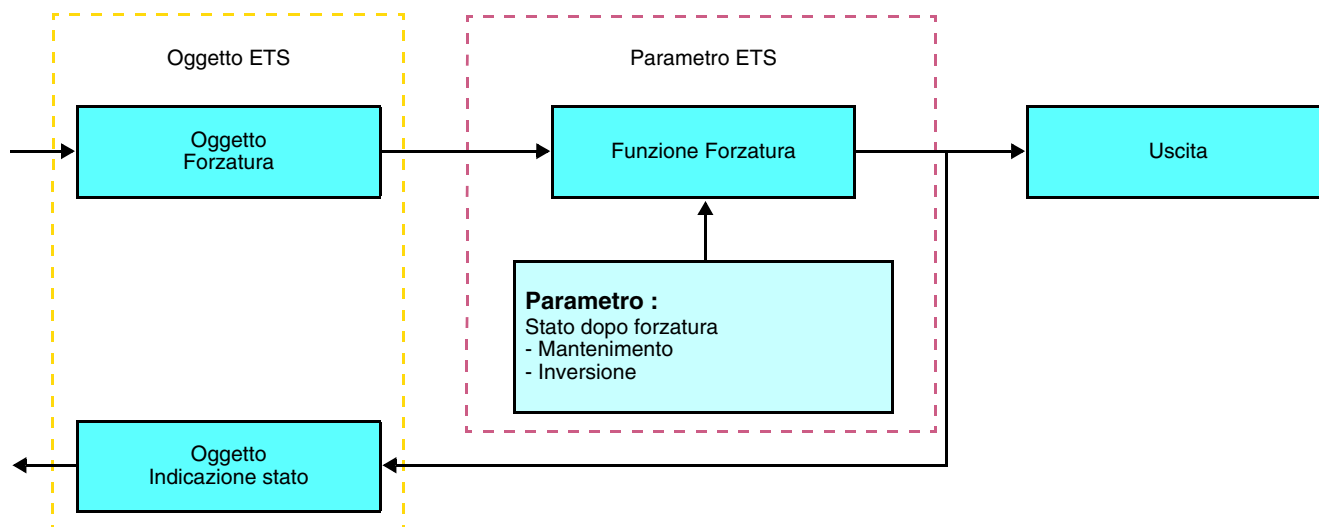 Oggetto ETS
Parametro ETS
Oggetto
Forzatura
Funzione Forzatura
Uscita
Parametro :
Stato dopo forzatura
- Mantenimento
- Inversione
Oggetto
Indicazione stato